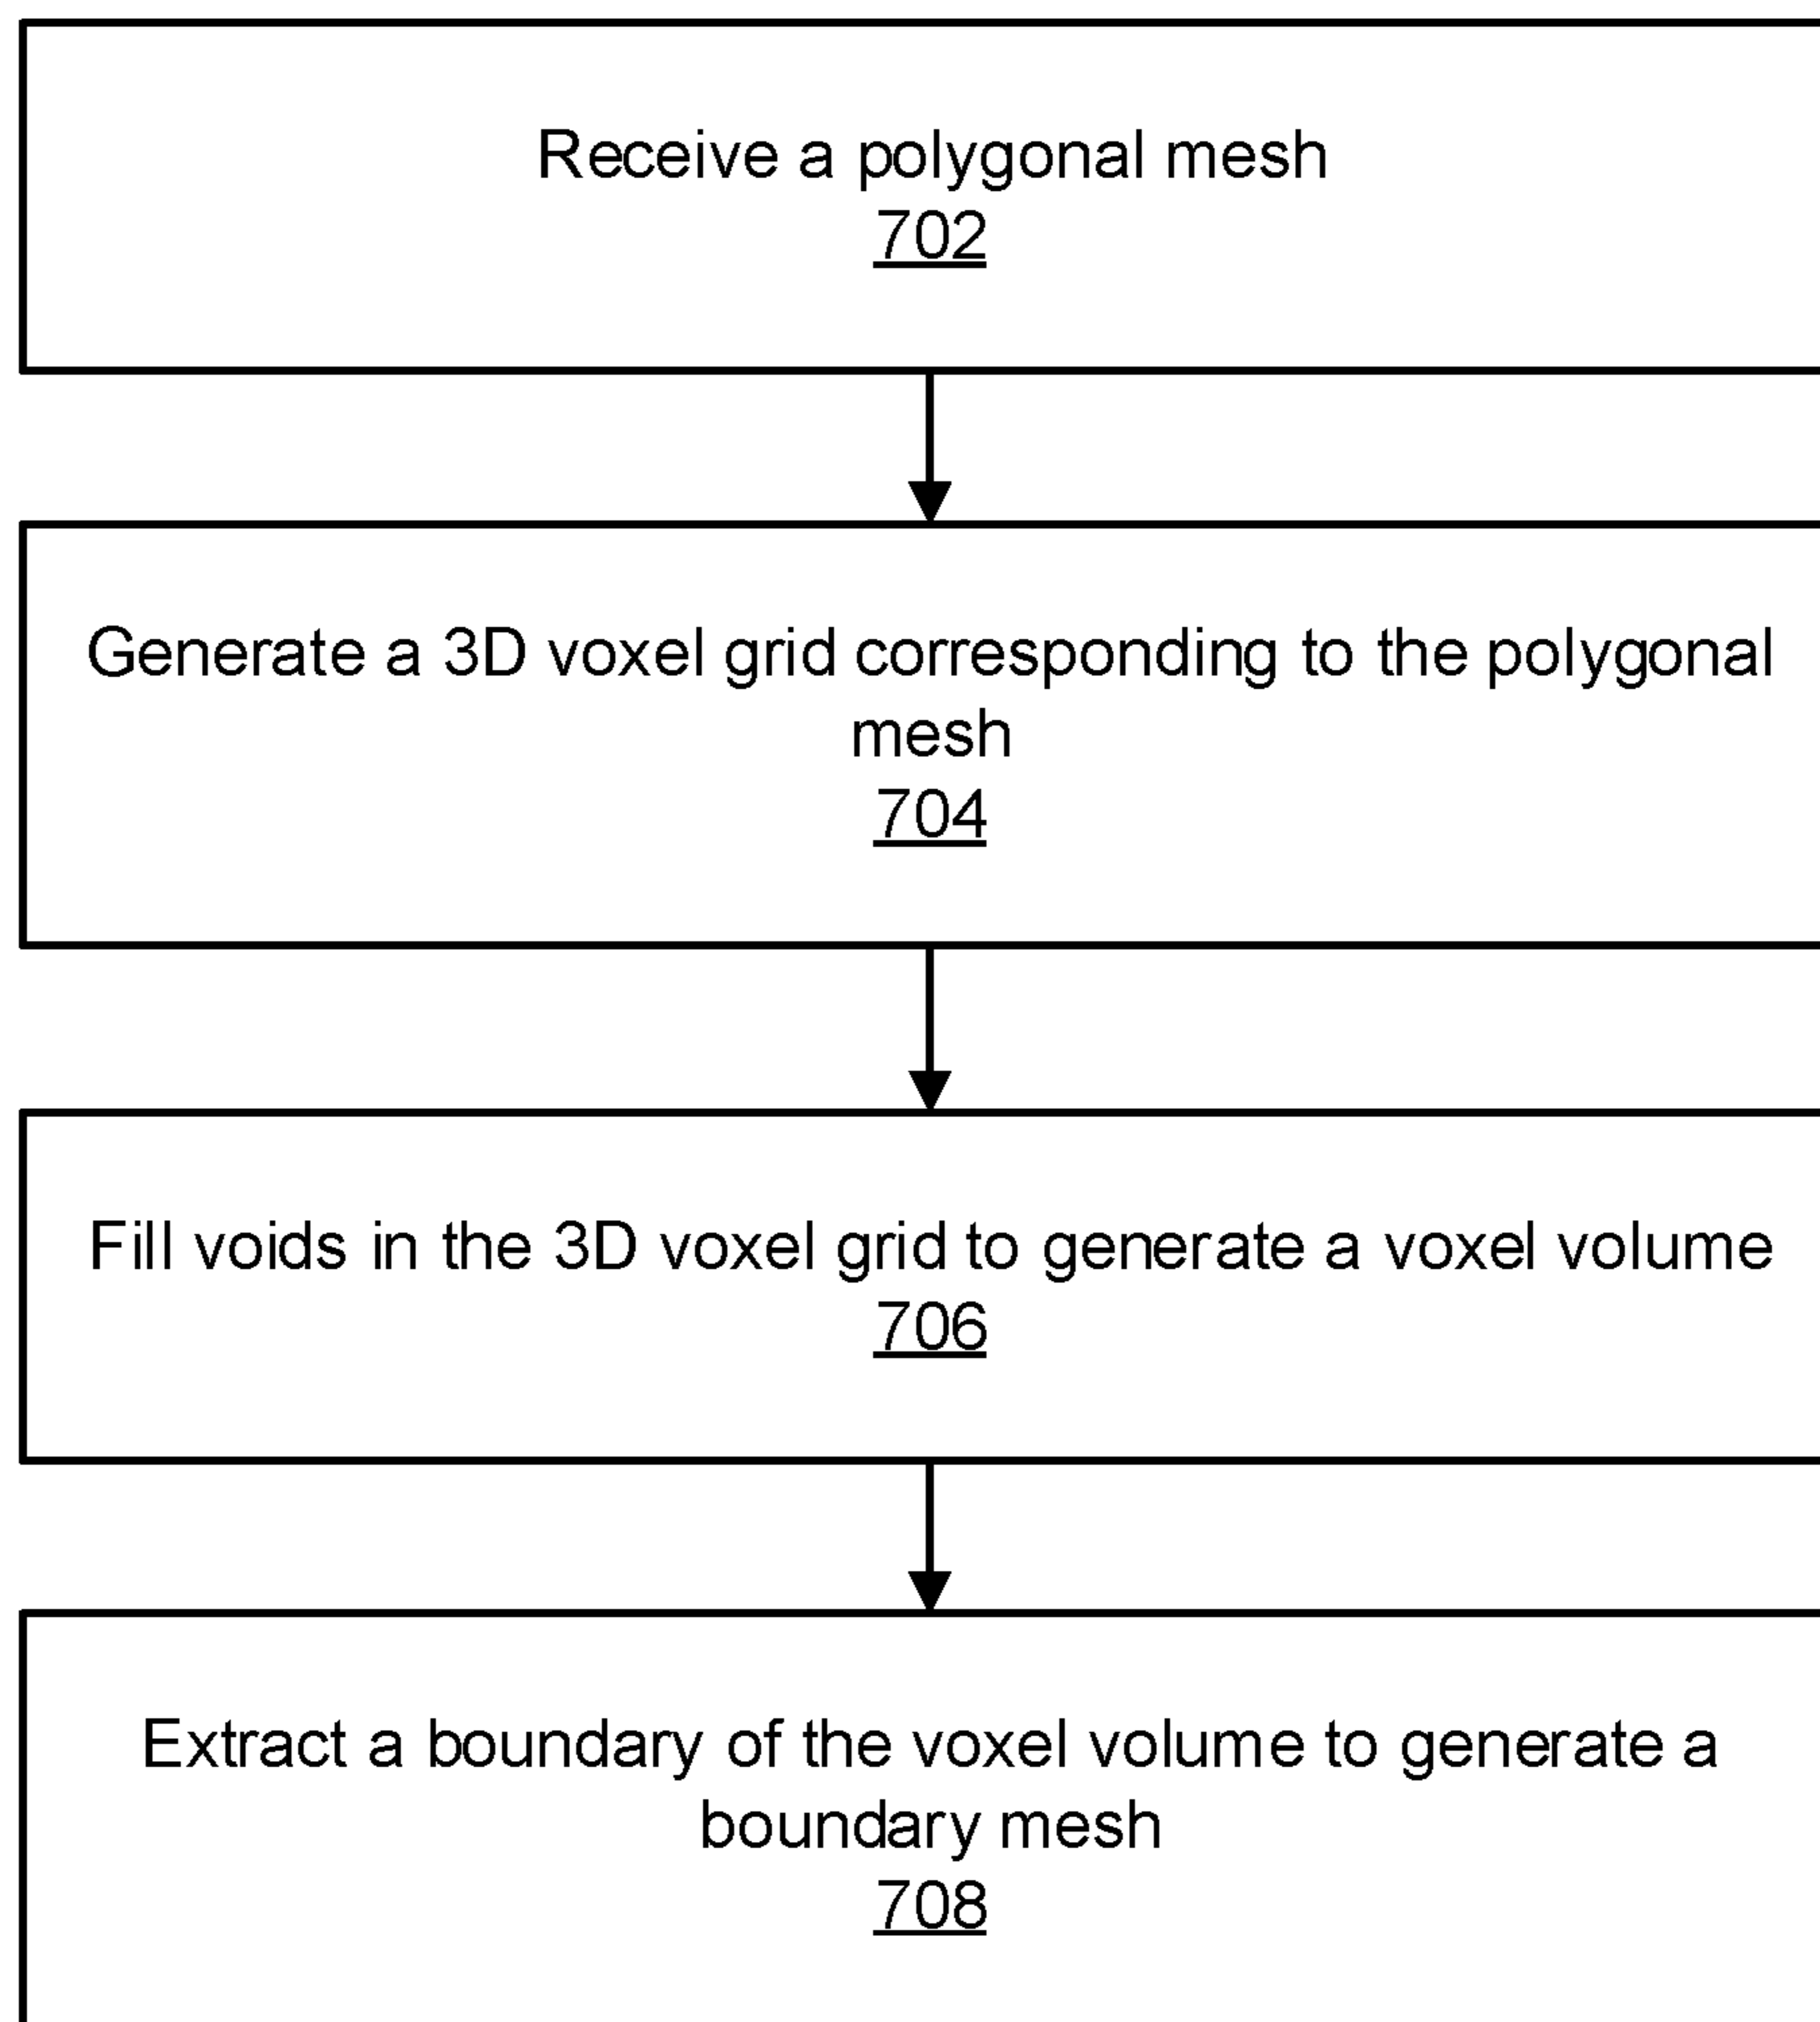 Receive a polygonal mesh
702
Generate a 3D voxel grid corresponding to the polygonal
mesh
704
Fill voids in the 3D voxel grid to generate a voxel volume
706
Extract a boundary of the voxel volume to generate a
boundary mesh
708